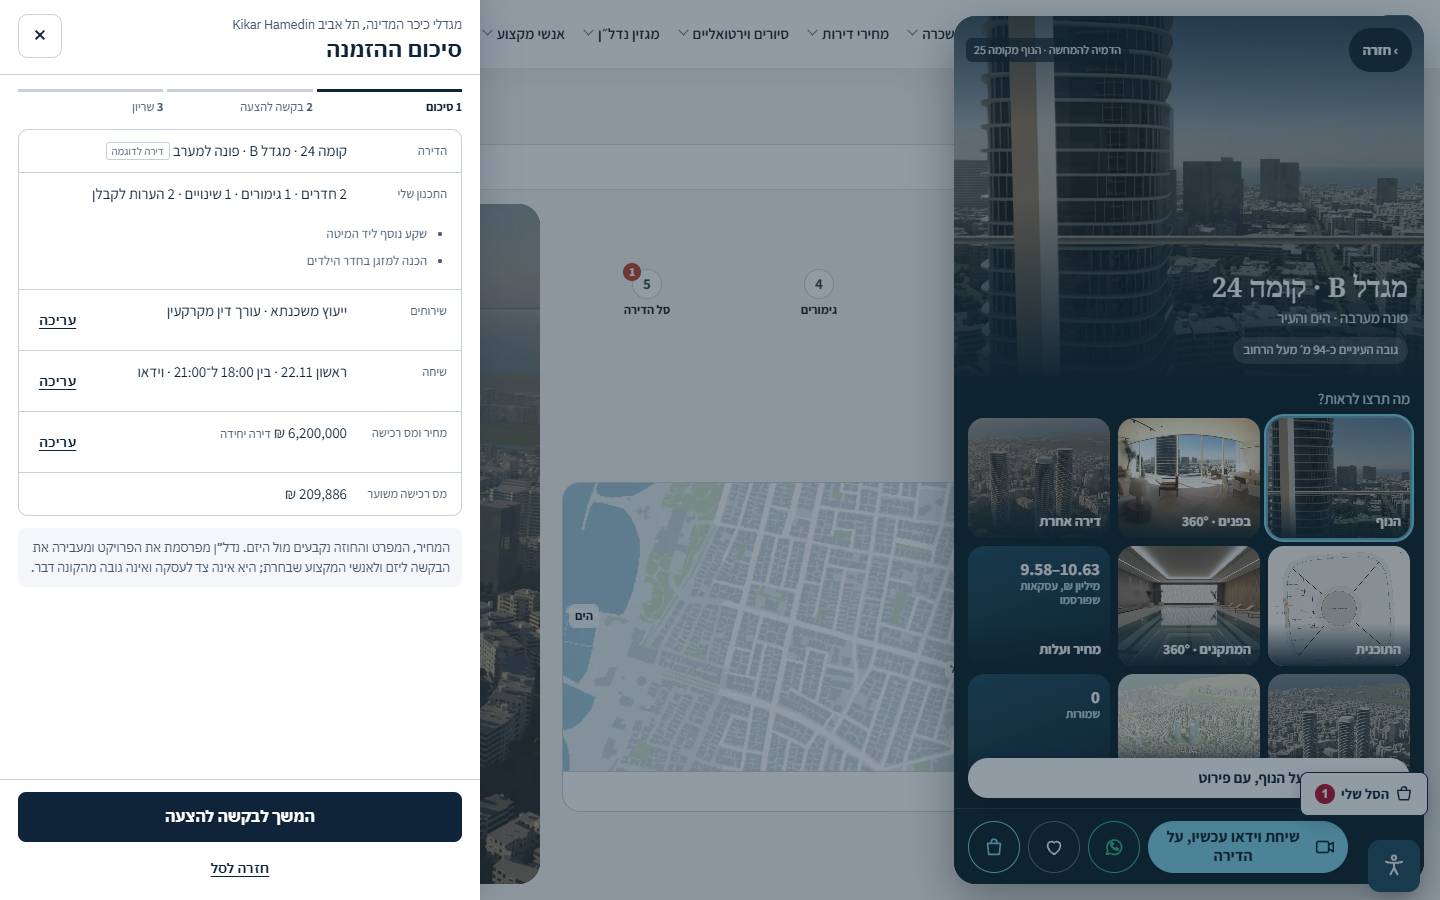 מגדלי כיכר המדינה, תל אביב Kikar Hamedin
סיכום ההזמנה
1 סיכום
2 בקשה להצעה
3 שריון
הדירה
קומה 24 · מגדל B · פונה למערב
דירה לדוגמה
התכנון שלי
2 חדרים · 1 גימורים · 1 שינויים · 2 הערות לקבלן
שקע נוסף ליד המיטה
הכנה למזגן בחדר הילדים
שירותים
ייעוץ משכנתא · עורך דין מקרקעין
עריכה
שיחה
ראשון 22.11 · בין 18:00 ל־21:00 · וידאו
עריכה
מחיר ומס רכישה
6,200,000 ₪ דירה יחידה
עריכה
מס רכישה משוער
209,886 ₪
המחיר, המפרט והחוזה נקבעים מול היזם. נדל״ן מפרסמת את הפרויקט ומעבירה את
הבקשה ליזם ולאנשי המקצוע שבחרת; היא אינה צד לעסקה ואינה גובה מהקונה דבר.
המשך לבקשה להצעה
חזרה לסל
שכרה
מחירי דירות
סיורים וירטואליים
מגזין נדל״ן
אנשי מקצוע
4
גימורים
5
1
סל הדירה
הים
‹ חזרה
הדמיה להמחשה · הנוף מקומה 25
מגדל B · קומה 24
פונה מערבה · הים והעיר
גובה העיניים כ-94 מ׳ מעל הרחוב
מה תרצו לראות?
הנוף
בפנים · 360°
דירה אחרת
התוכנית
המתקנים · 360°
9.58–10.63
מיליון ₪, עסקאות
שפורסמו
מחיר ועלות
0
שמורות
על הנוף, עם פירוט
הסל שלי
1
שיחת וידאו עכשיו, על
הדירה